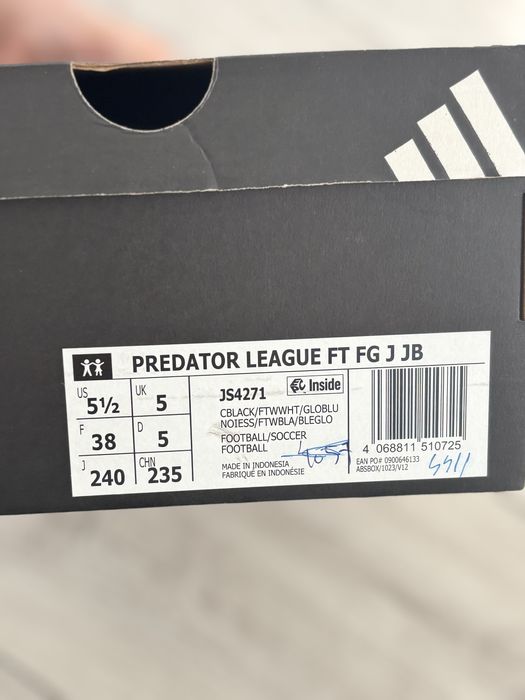 PREDATOR LEAGUE FT FG J JB
US 5½ UK 5
F 38 D 5
J 240 CHN 235
JS4271
Inside
CBLACK/FTWWHT/GLOBLU
NOIESS/FTWBLA/BLEGLO
FOOTBALL/SOCCER
FOOTBALL
MADE IN INDONESIA
FABRIQUÉ EN INDONÉSIE
4 068811 510725
EAN PO# 0900646133
ABSBOX/1023/V12